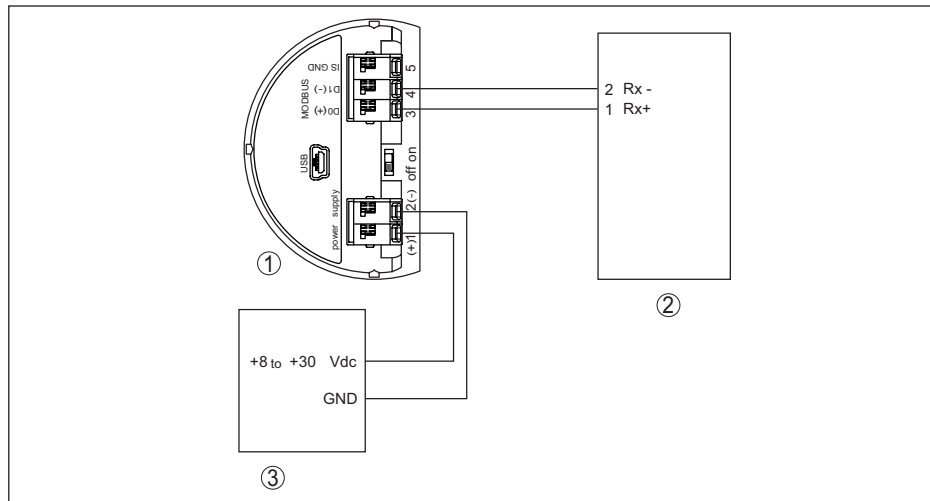 IS GND
5
MODBUS
D1(-)
4
D0(+)
3
USB
off on
power supply
2(-)
(+)1
①
2 Rx -
1 Rx+
②
+8 to +30 Vdc
GND
③